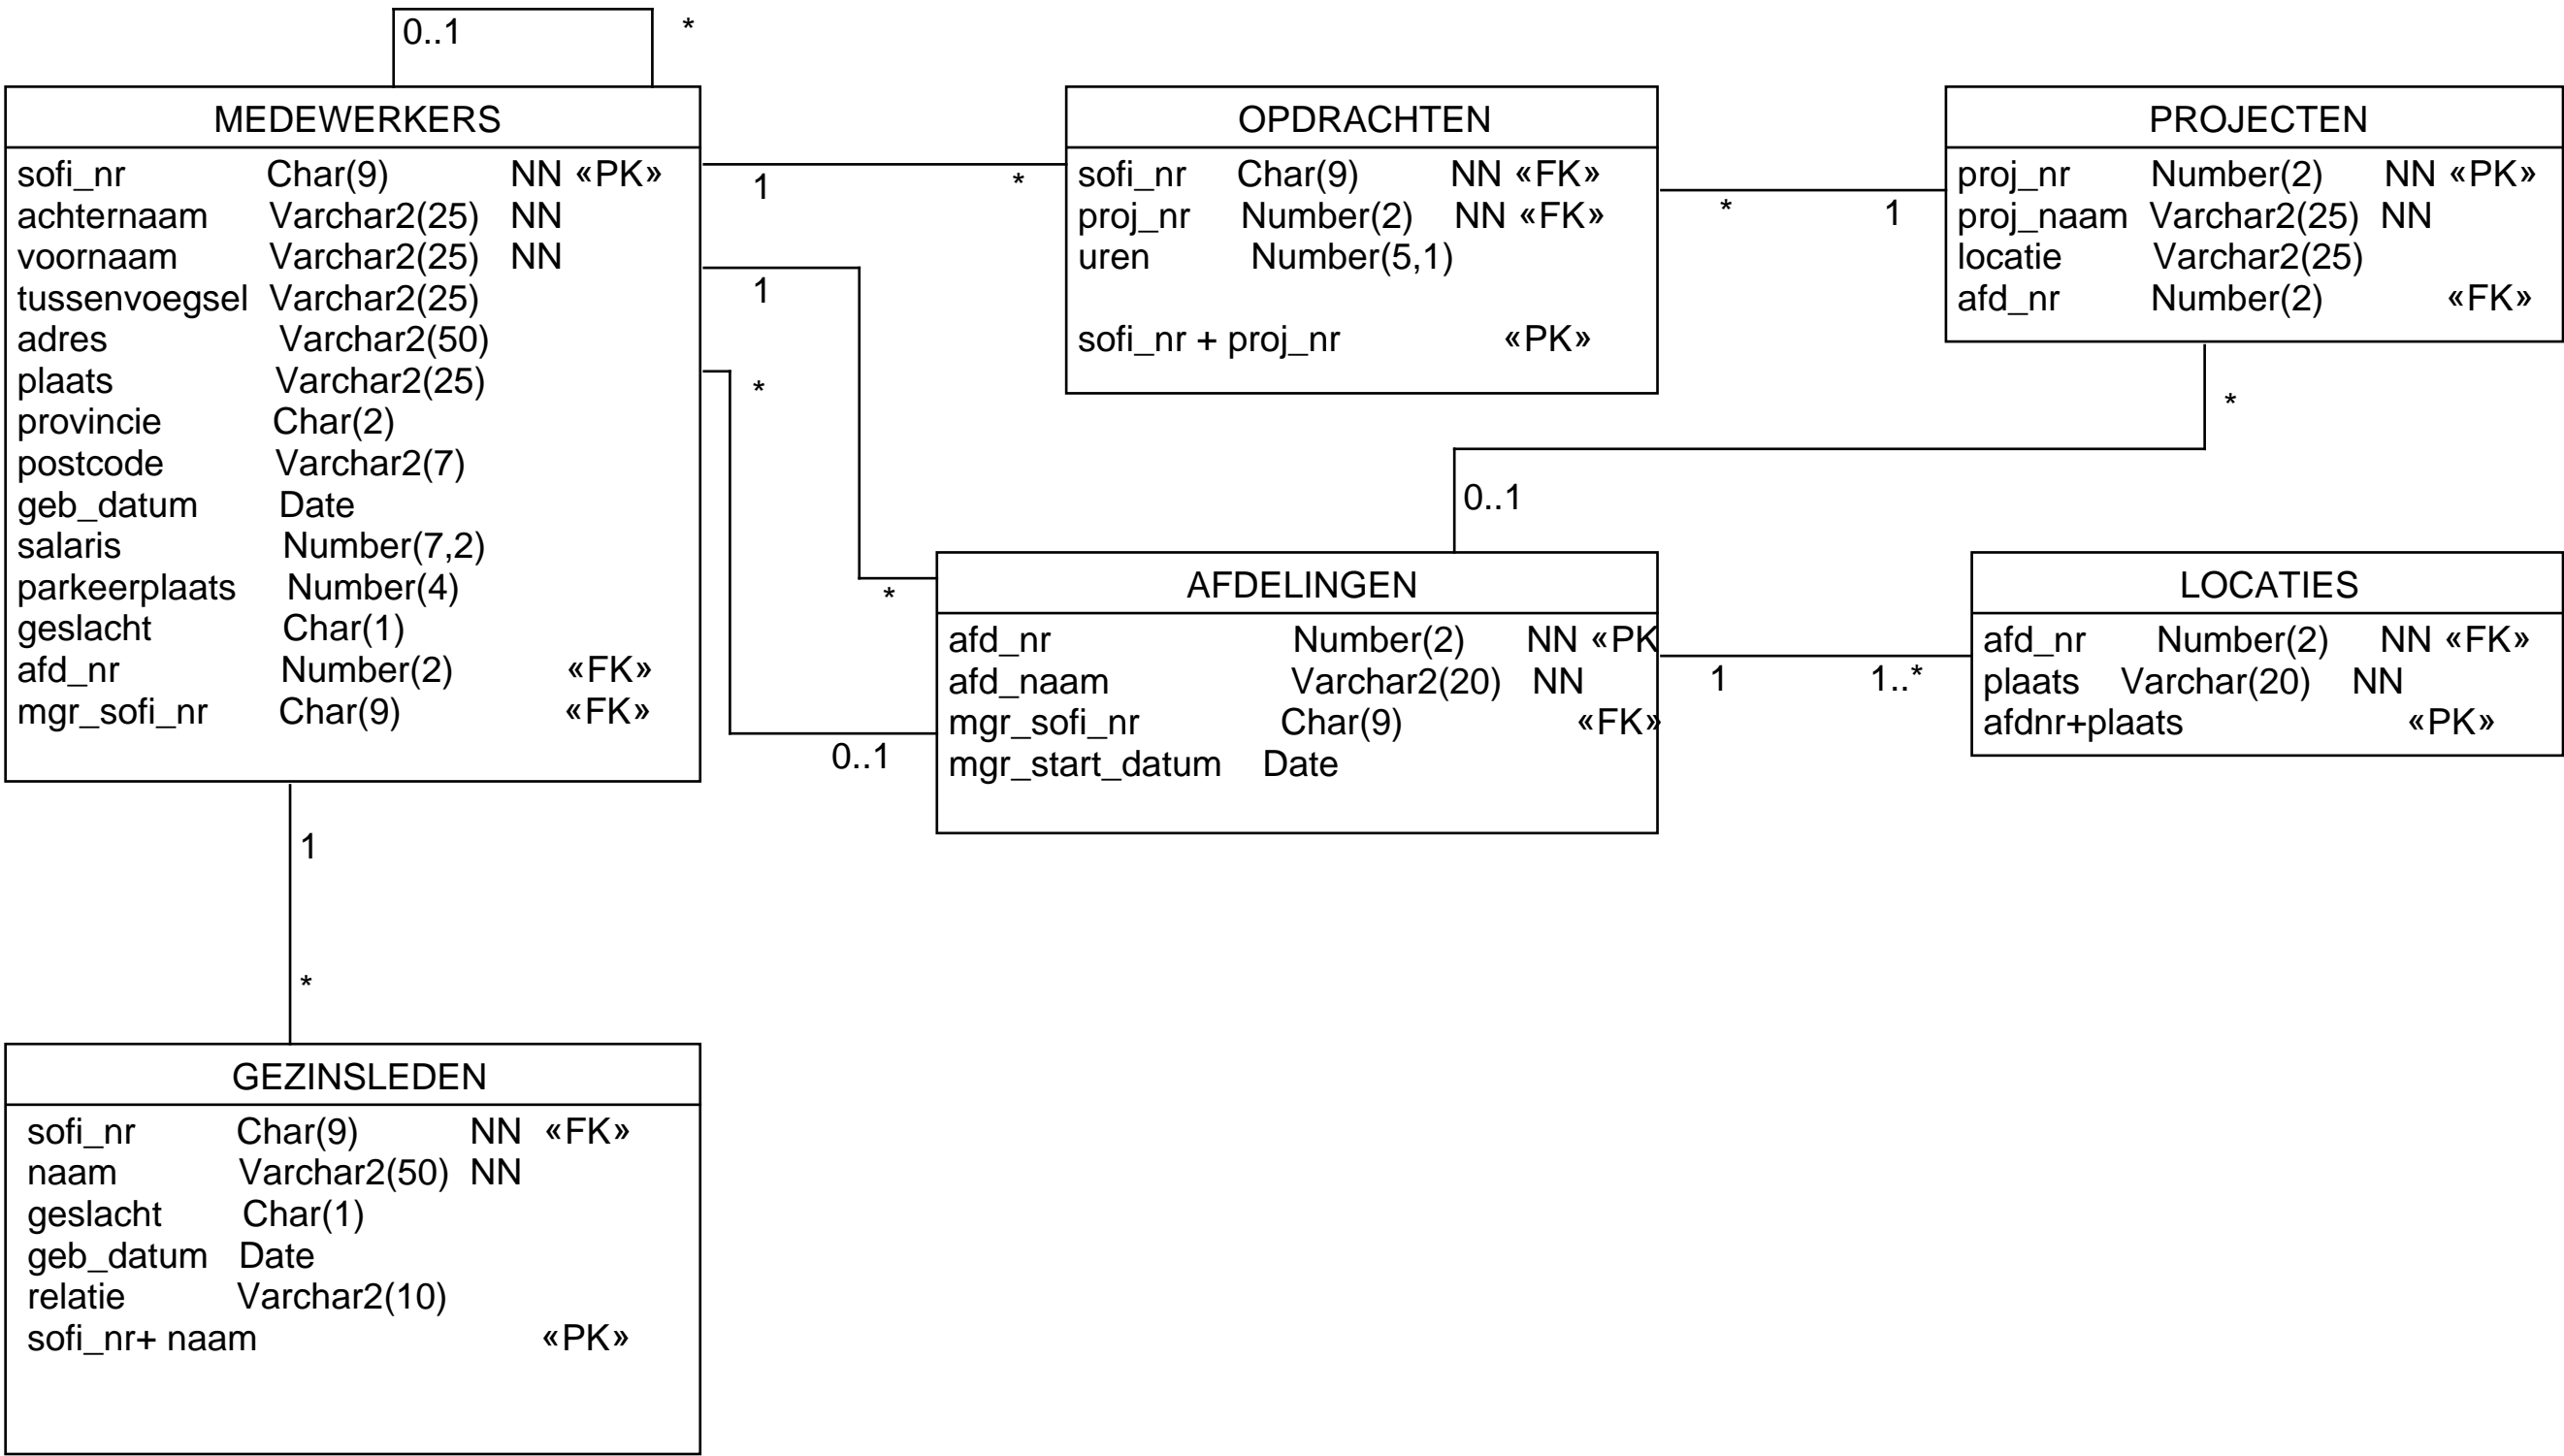 0..1 *
MEDEWERKERS
sofi_nr Char(9) NN «PK»
achternaam Varchar2(25) NN
voornaam Varchar2(25) NN
tussenvoegsel Varchar2(25)
adres Varchar2(50)
plaats Varchar2(25)
provincie Char(2)
postcode Varchar2(7)
geb_datum Date
salaris Number(7,2)
parkeerplaats Number(4)
geslacht Char(1)
afd_nr Number(2) «FK»
mgr_sofi_nr Char(9) «FK»
1 *
1
*
*
0..1
OPDRACHTEN
sofi_nr Char(9) NN «FK»
proj_nr Number(2) NN «FK»
uren Number(5,1)
sofi_nr + proj_nr «PK»
* 1
PROJECTEN
proj_nr Number(2) NN «PK»
proj_naam Varchar2(25) NN
locatie Varchar2(25)
afd_nr Number(2) «FK»
*
0..1
AFDELINGEN
afd_nr Number(2) NN «PK
afd_naam Varchar2(20) NN
mgr_sofi_nr Char(9) «FK»
mgr_start_datum Date
1 1..*
LOCATIES
afd_nr Number(2) NN «FK»
plaats Varchar(20) NN
afdnr+plaats «PK»
1
*
GEZINSLEDEN
sofi_nr Char(9) NN «FK»
naam Varchar2(50) NN
geslacht Char(1)
geb_datum Date
relatie Varchar2(10)
sofi_nr+ naam «PK»